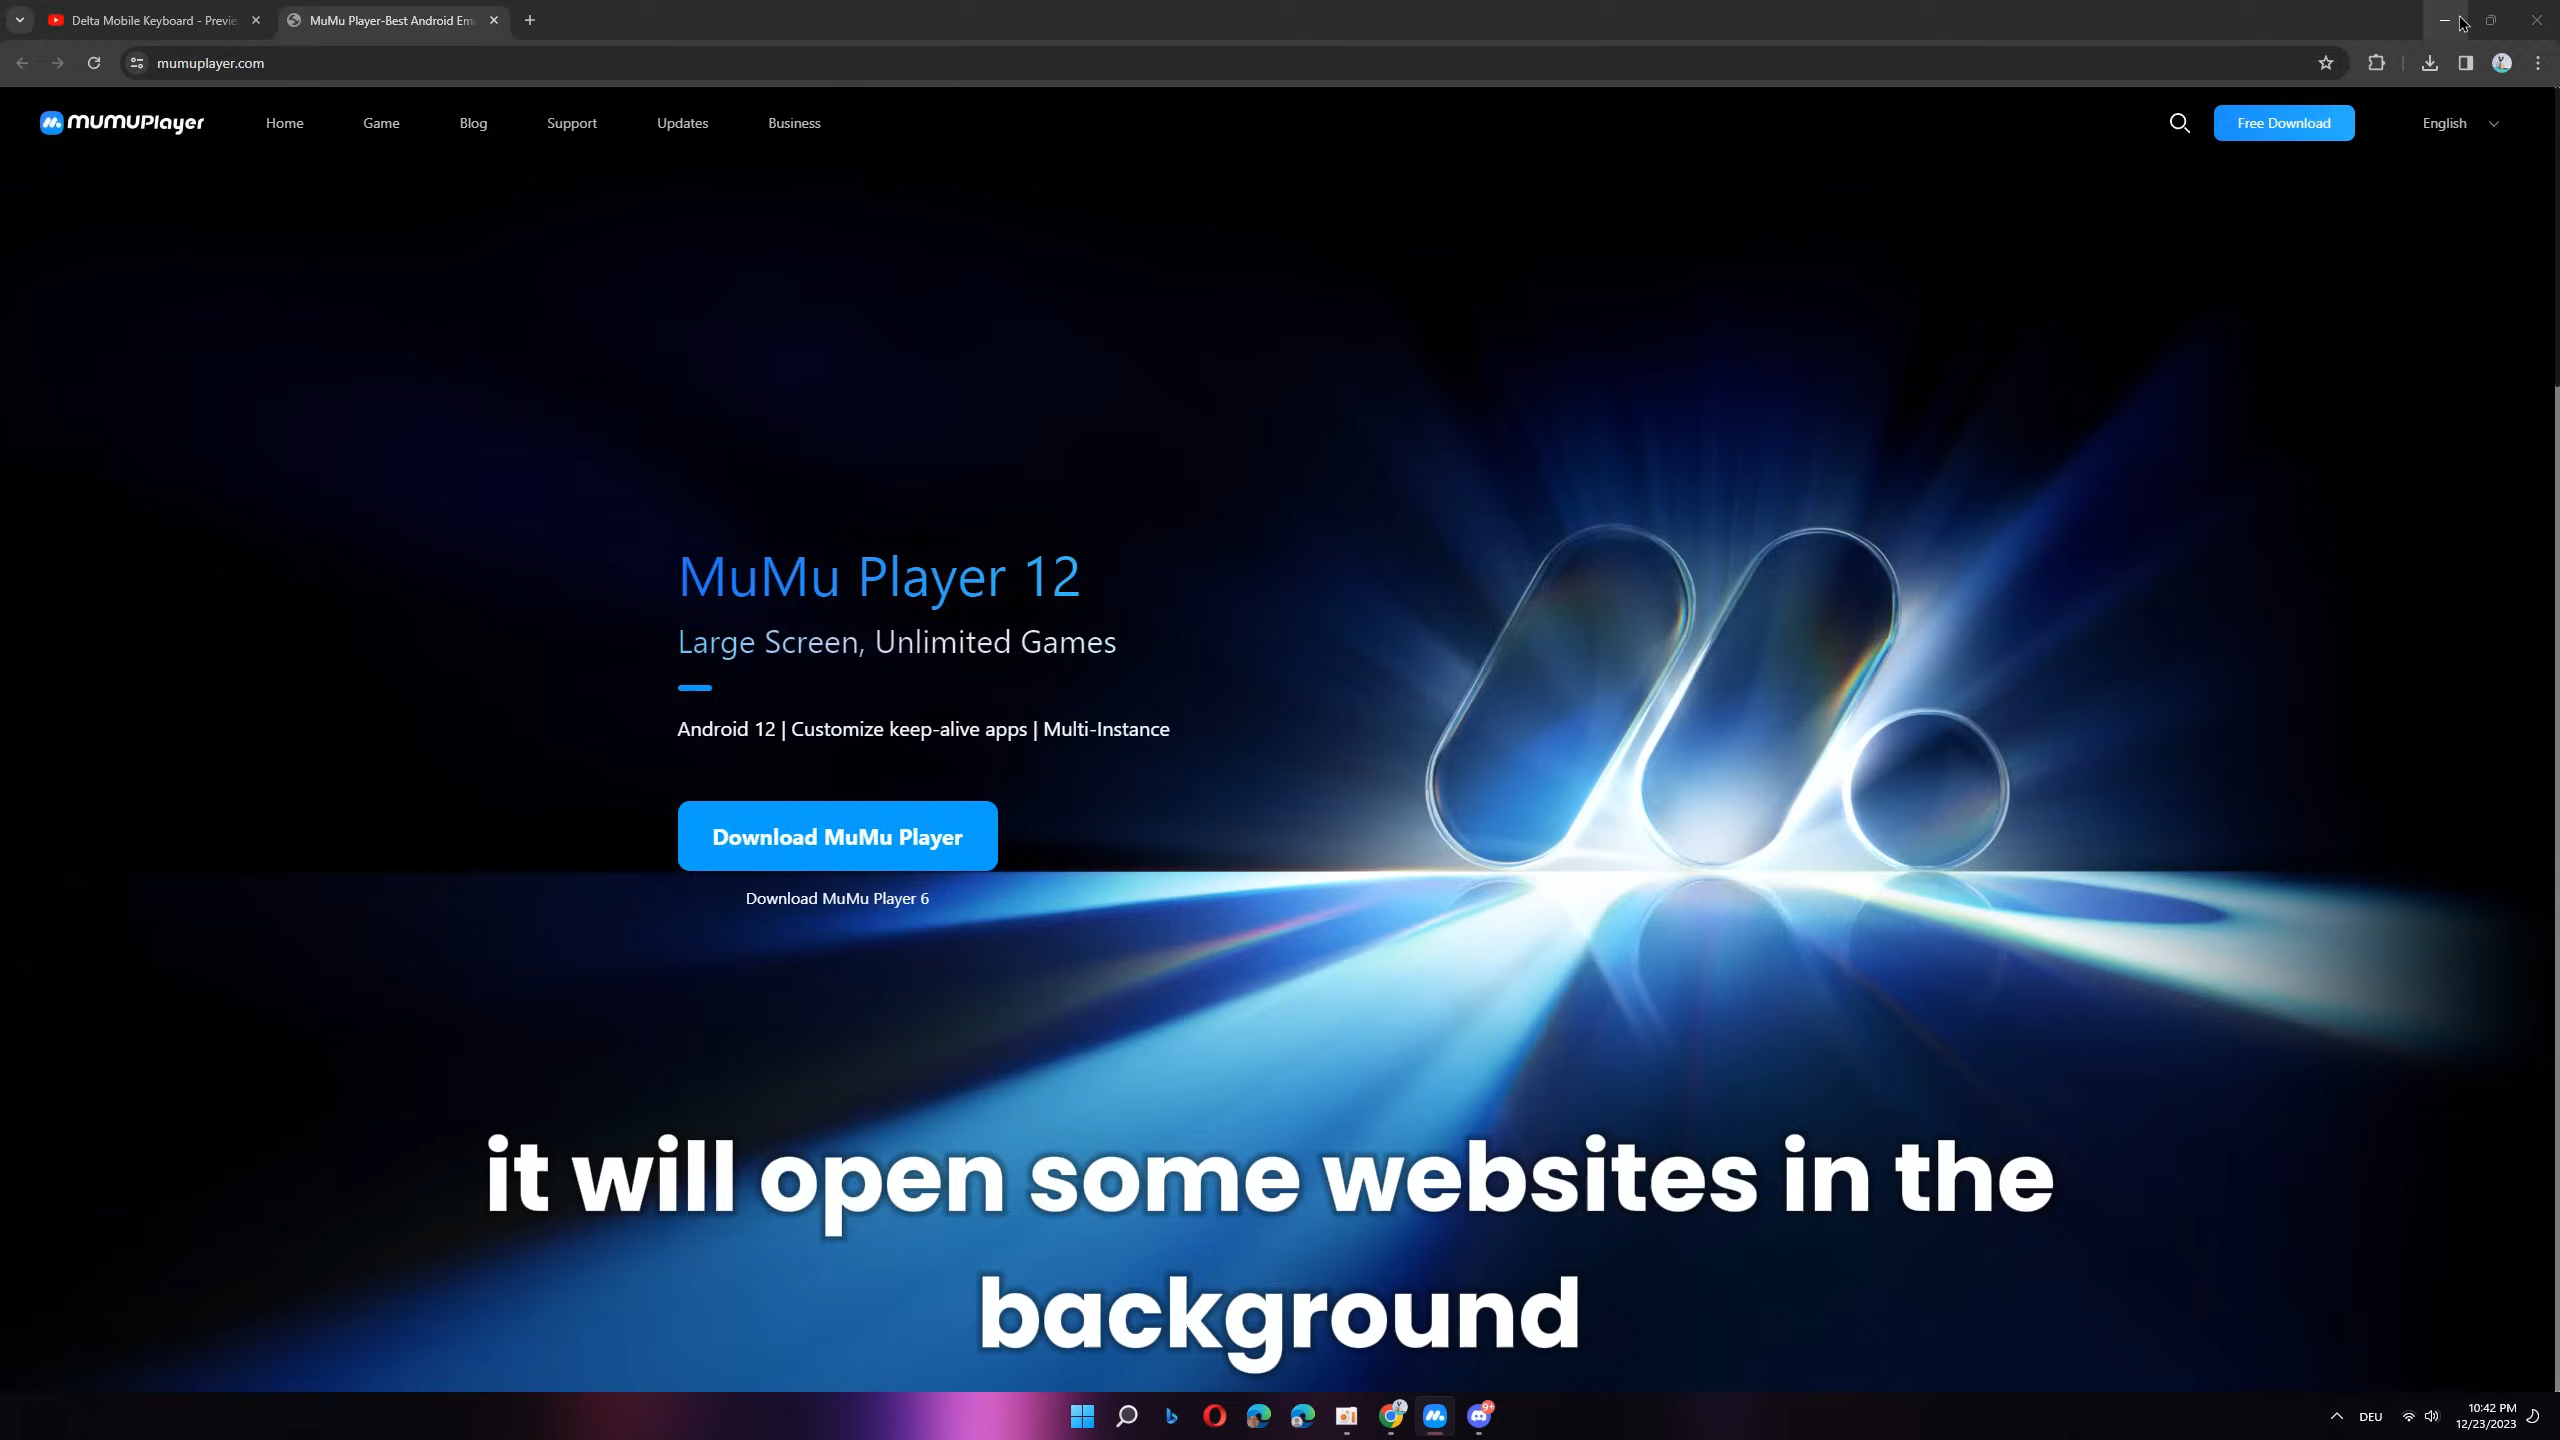 Delta Mobile Keyboard - Previe
MuMu Player-Best Android Em
mumuplayer.com
MUMUPlayer
Home
Game
Blog
Support
Updates
Business
Free Download
English
MuMu Player 12
Large Screen, Unlimited Games
Android 12 | Customize keep-alive apps | Multi-Instance
Download MuMu Player
Download MuMu Player 6
it will open some websites in the
background
9+
DEU
10:42 PM
12/23/2023